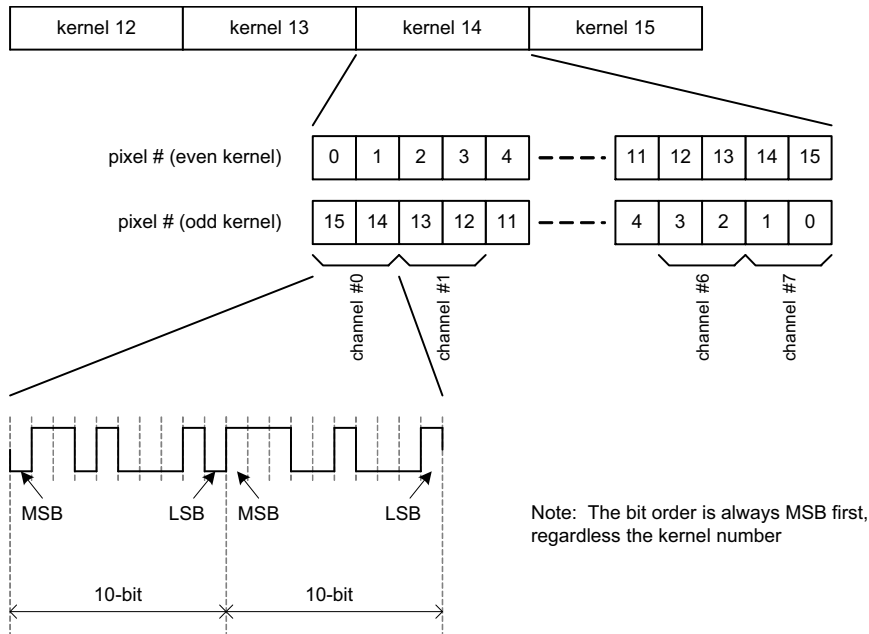 kernel 12 kernel 13 kernel 14 kernel 15
pixel # (even kernel) 0 1 2 3 4 11 12 13 14 15
pixel # (odd kernel) 15 14 13 12 11 4 3 2 1 0
channel #0 channel #1 channel #6 channel #7
MSB LSB MSB LSB
Note: The bit order is always MSB first,
regardless the kernel number
10-bit 10-bit